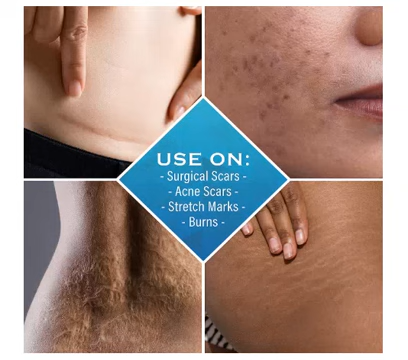 USE ON:
- Surgical Scars -
- Acne Scars -
- Stretch Marks -
- Burns -